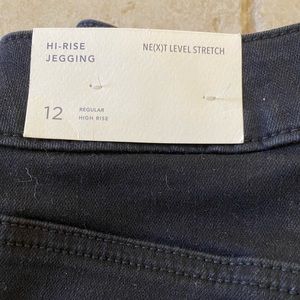 HI-RISE
JEGGING
NE(X)T LEVEL STRETCH
12
REGULAR
HIGH RISE